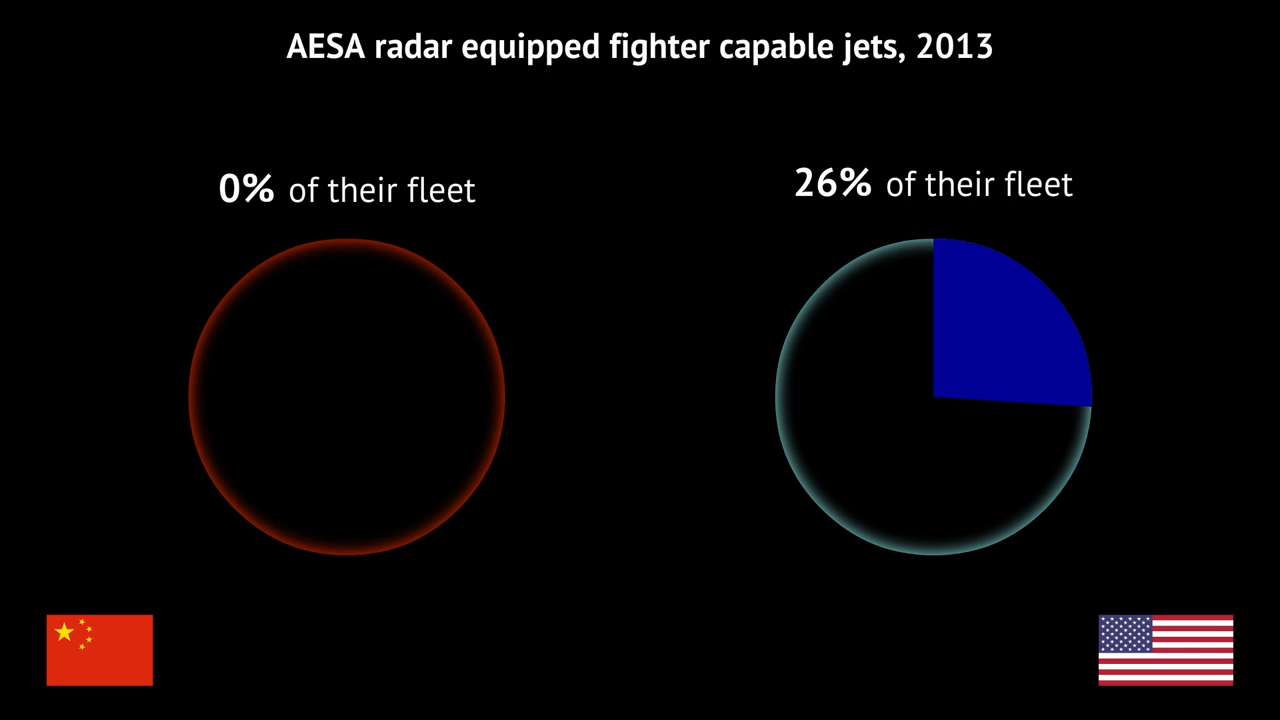 AESA radar equipped fighter capable jets, 2013
0% of their fleet
26% of their fleet